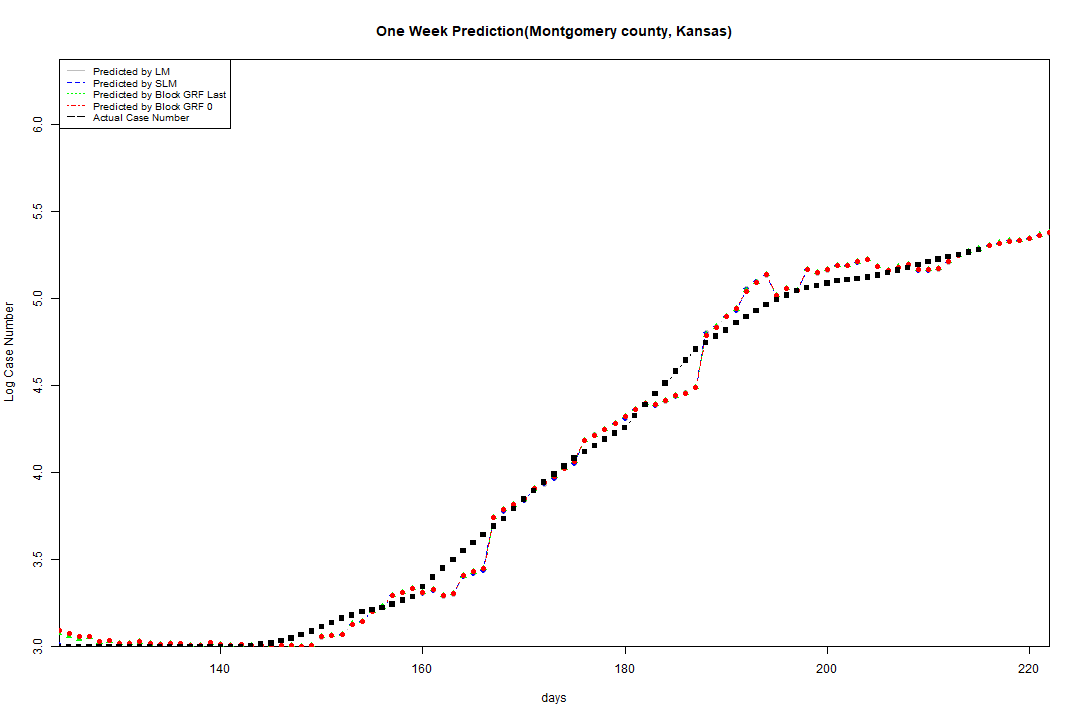 One Week Prediction(Montgomery county, Kansas)
Predicted by LM
Predicted by SLM
Predicted by Block GRF Last
Predicted by Block GRF 0
Actual Case Number
6.0
5.5
5.0
4.5
4.0
3.5
3.0
Log Case Number
140 160 180 200 220
days